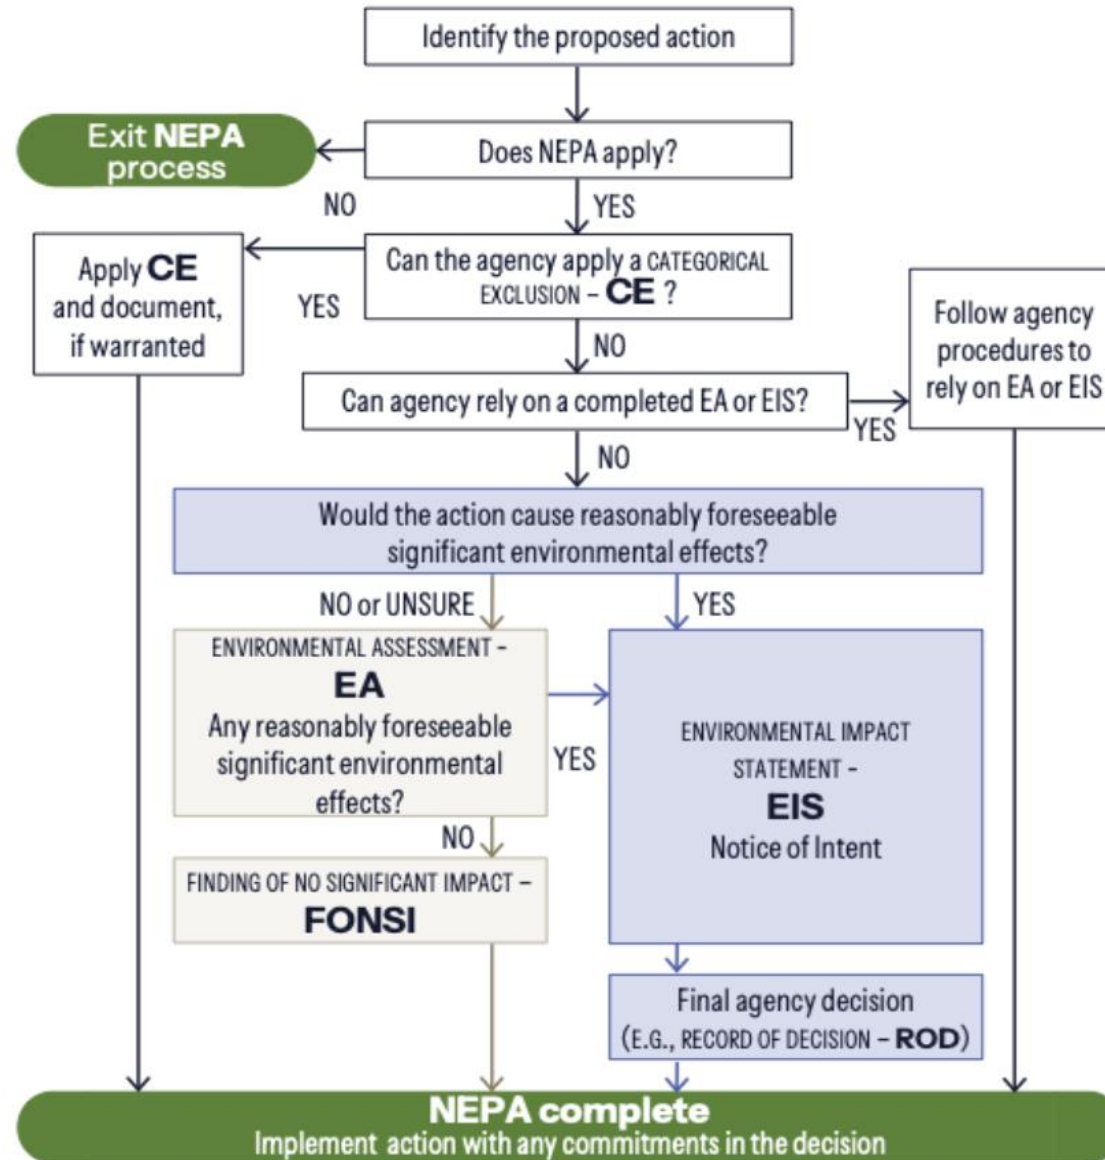 Identify the proposed action
Exit NEPA
process
Does NEPA apply?
NO
YES
Apply CE
and document,
if warranted
YES
Can the agency apply a CATEGORICAL
EXCLUSION – CE ?
NO
Follow agency
procedures to
rely on EA or EIS
Can agency rely on a completed EA or EIS?
YES
NO
Would the action cause reasonably foreseeable
significant environmental effects?
NO or UNSURE
YES
ENVIRONMENTAL ASSESSMENT –
EA
Any reasonably foreseeable
significant environmental
effects?
YES
NO
FINDING OF NO SIGNIFICANT IMPACT –
FONSI
ENVIRONMENTAL IMPACT
STATEMENT –
EIS
Notice of Intent
Final agency decision
(E.G., RECORD OF DECISION – ROD)
NEPA complete
Implement action with any commitments in the decision